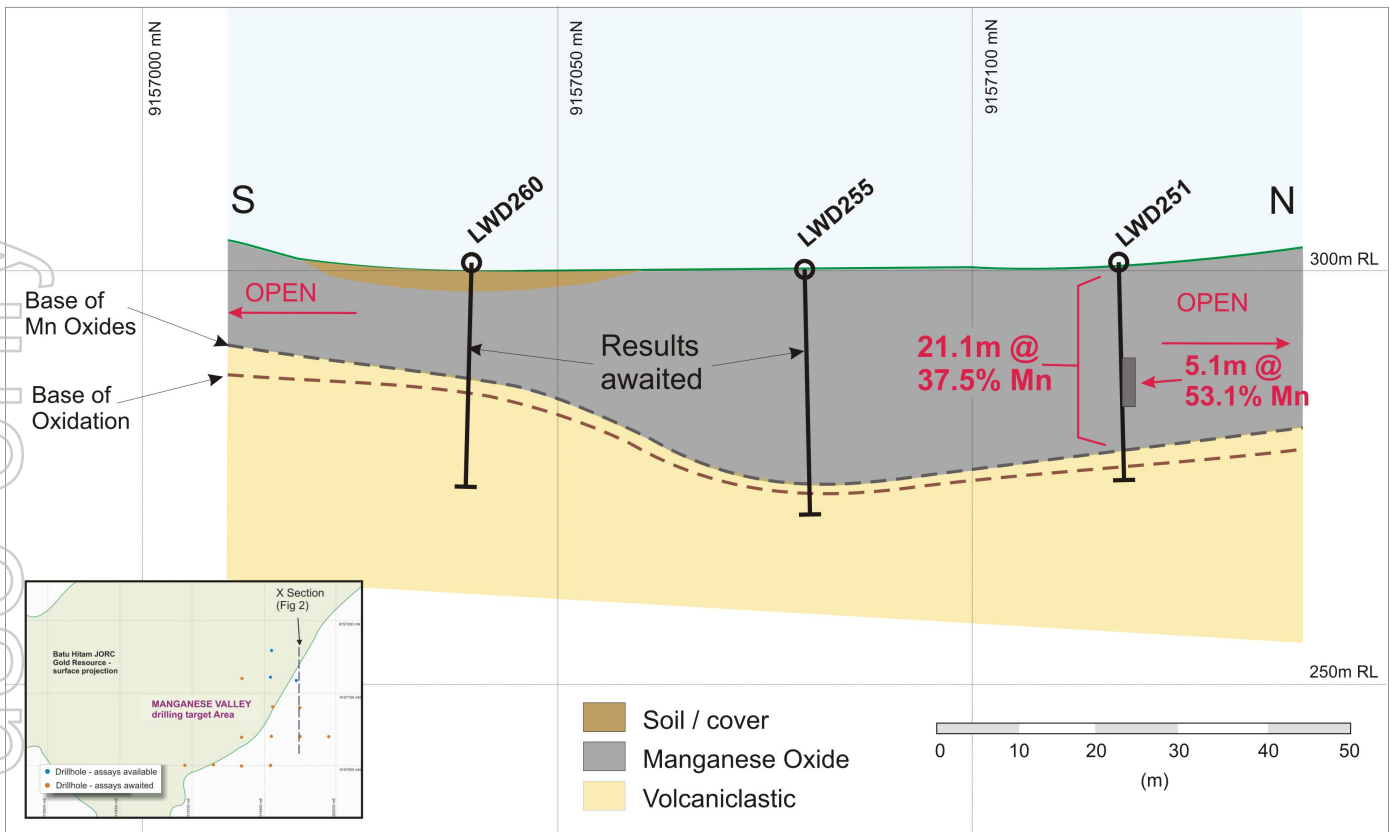 9157000 mN
9157050 mN
9157100 mN
S
N
LWD260
LWD255
LWD251
300m RL
OPEN
OPEN
Base of
Mn Oxides
Base of
Oxidation
Results
awaited
21.1m @
37.5% Mn
5.1m @
53.1% Mn
250m RL
X Section
(Fig 2)
Batu Hitam JORC
Gold Resource -
surface projection
MANGANESE VALLEY
drilling target Area
Drillhole - assays available
Drillhole - assays awaited
Soil / cover
Manganese Oxide
Volcaniclastic
0 10 20 30 40 50
(m)